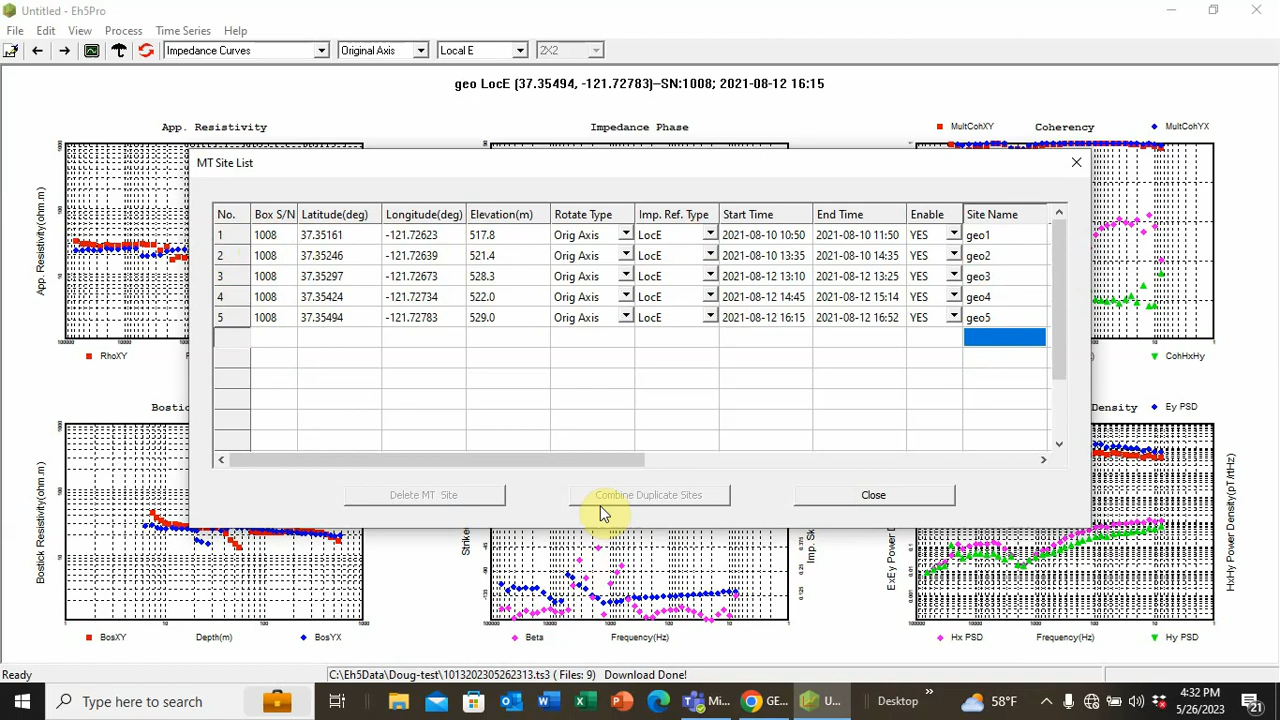 Untitled - Eh5Pro
File Edit View Process Time Series Help
Impedance Curves Original Axis Local E 2X2
geo LocE (37.35494, -121.72783)--SN:1008; 2021-08-12 16:15
App. Resistivity Impedance Phase MultCohXY Coherency MultCohYX
MT Site List
No. Box S/N Latitude(deg) Longitude(deg) Elevation(m) Rotate Type Imp. Ref. Type Start Time End Time Enable Site Name
1 1008 37.35161 -121.72623 517.8 Orig Axis LocE 2021-08-10 10:50 2021-08-10 11:50 YES geo1
2 1008 37.35246 -121.72639 521.4 Orig Axis LocE 2021-08-10 13:35 2021-08-10 14:35 YES geo2
3 1008 37.35297 -121.72673 528.3 Orig Axis LocE 2021-08-12 13:10 2021-08-12 13:25 YES geo3
4 1008 37.35424 -121.72734 522.0 Orig Axis LocE 2021-08-12 14:45 2021-08-12 15:14 YES geo4
5 1008 37.35494 -121.72783 529.0 Orig Axis LocE 2021-08-12 16:15 2021-08-12 16:52 YES geo5
Delete MT Site Combine Duplicate Sites Close
App. Resistivity(ohm.m)
RhoXY
CohHxHy
Bostick Resistivity(ohm.m)
Density Ey PSD
ExEy Power
HxHy Power Density(pT/tHz)
BosXY Depth(m) BosYX
Beta Frequency(Hz)
Hx PSD Frequency(Hz) Hy PSD
Ready C:\Eh5Data\Doug-test\1013202305262313.ts3 ( Files: 9) Download Done!
Type here to search
Desktop
58°F
4:32 PM
5/26/2023
21